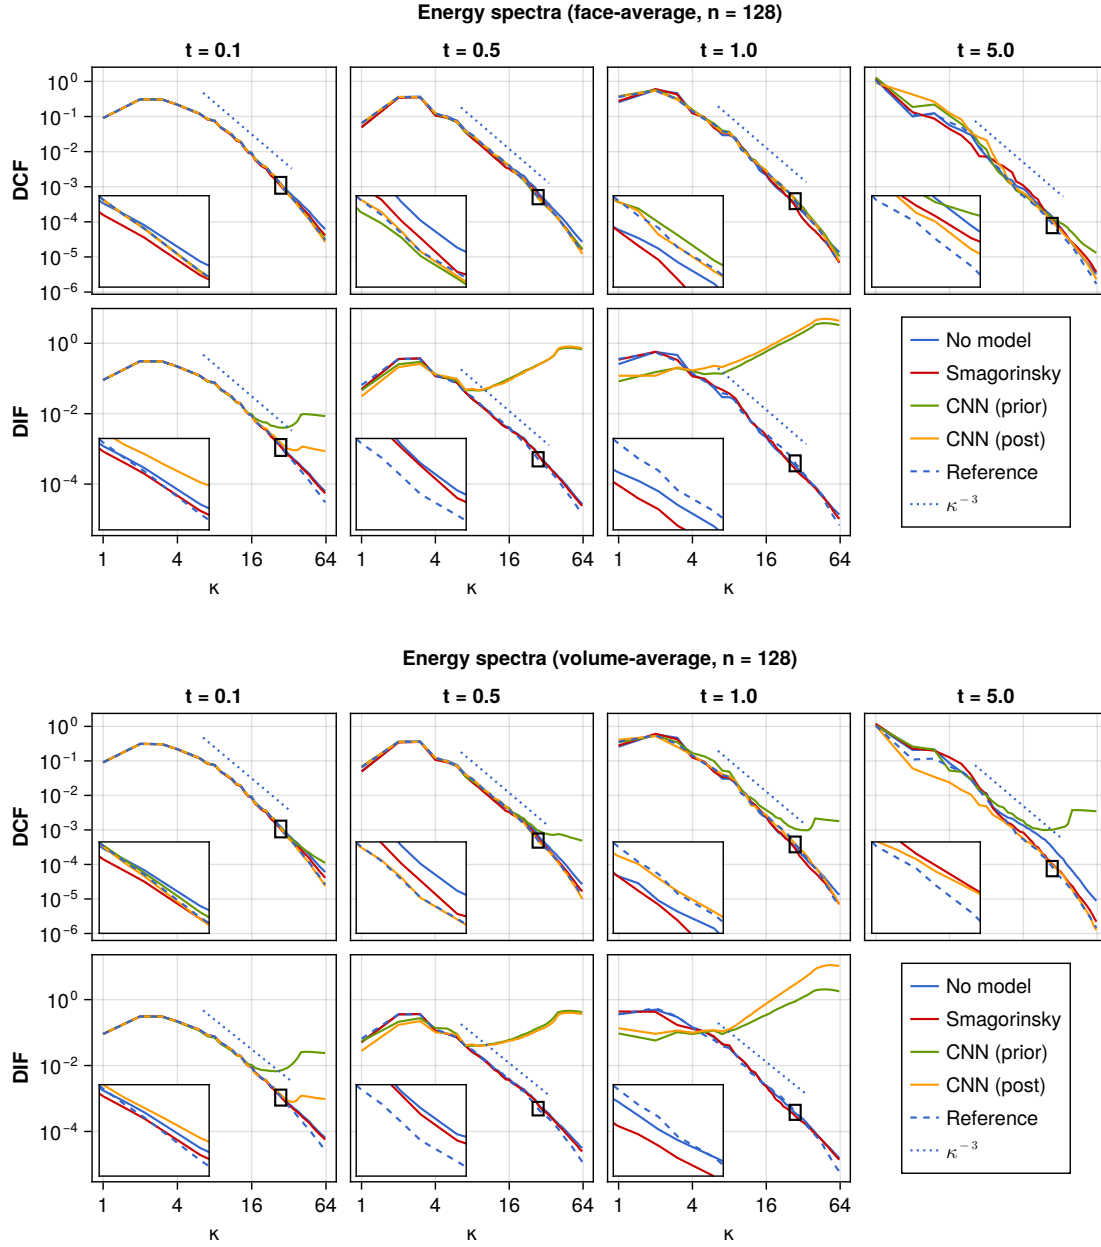 Energy spectra (face-average, n = 128)
t = 0.1 t = 0.5 t = 1.0 t = 5.0
DCF
10⁰
10⁻¹
10⁻²
10⁻³
10⁻⁴
10⁻⁵
10⁻⁶
DIF
10⁰
10⁻²
10⁻⁴
1 4 16 64 1 4 16 64 1 4 16 64
κ κ κ
No model
Smagorinsky
CNN (prior)
CNN (post)
Reference
κ⁻³
Energy spectra (volume-average, n = 128)
t = 0.1 t = 0.5 t = 1.0 t = 5.0
DCF
10⁰
10⁻¹
10⁻²
10⁻³
10⁻⁴
10⁻⁵
10⁻⁶
DIF
10⁰
10⁻²
10⁻⁴
1 4 16 64 1 4 16 64 1 4 16 64
κ κ κ
No model
Smagorinsky
CNN (prior)
CNN (post)
Reference
κ⁻³